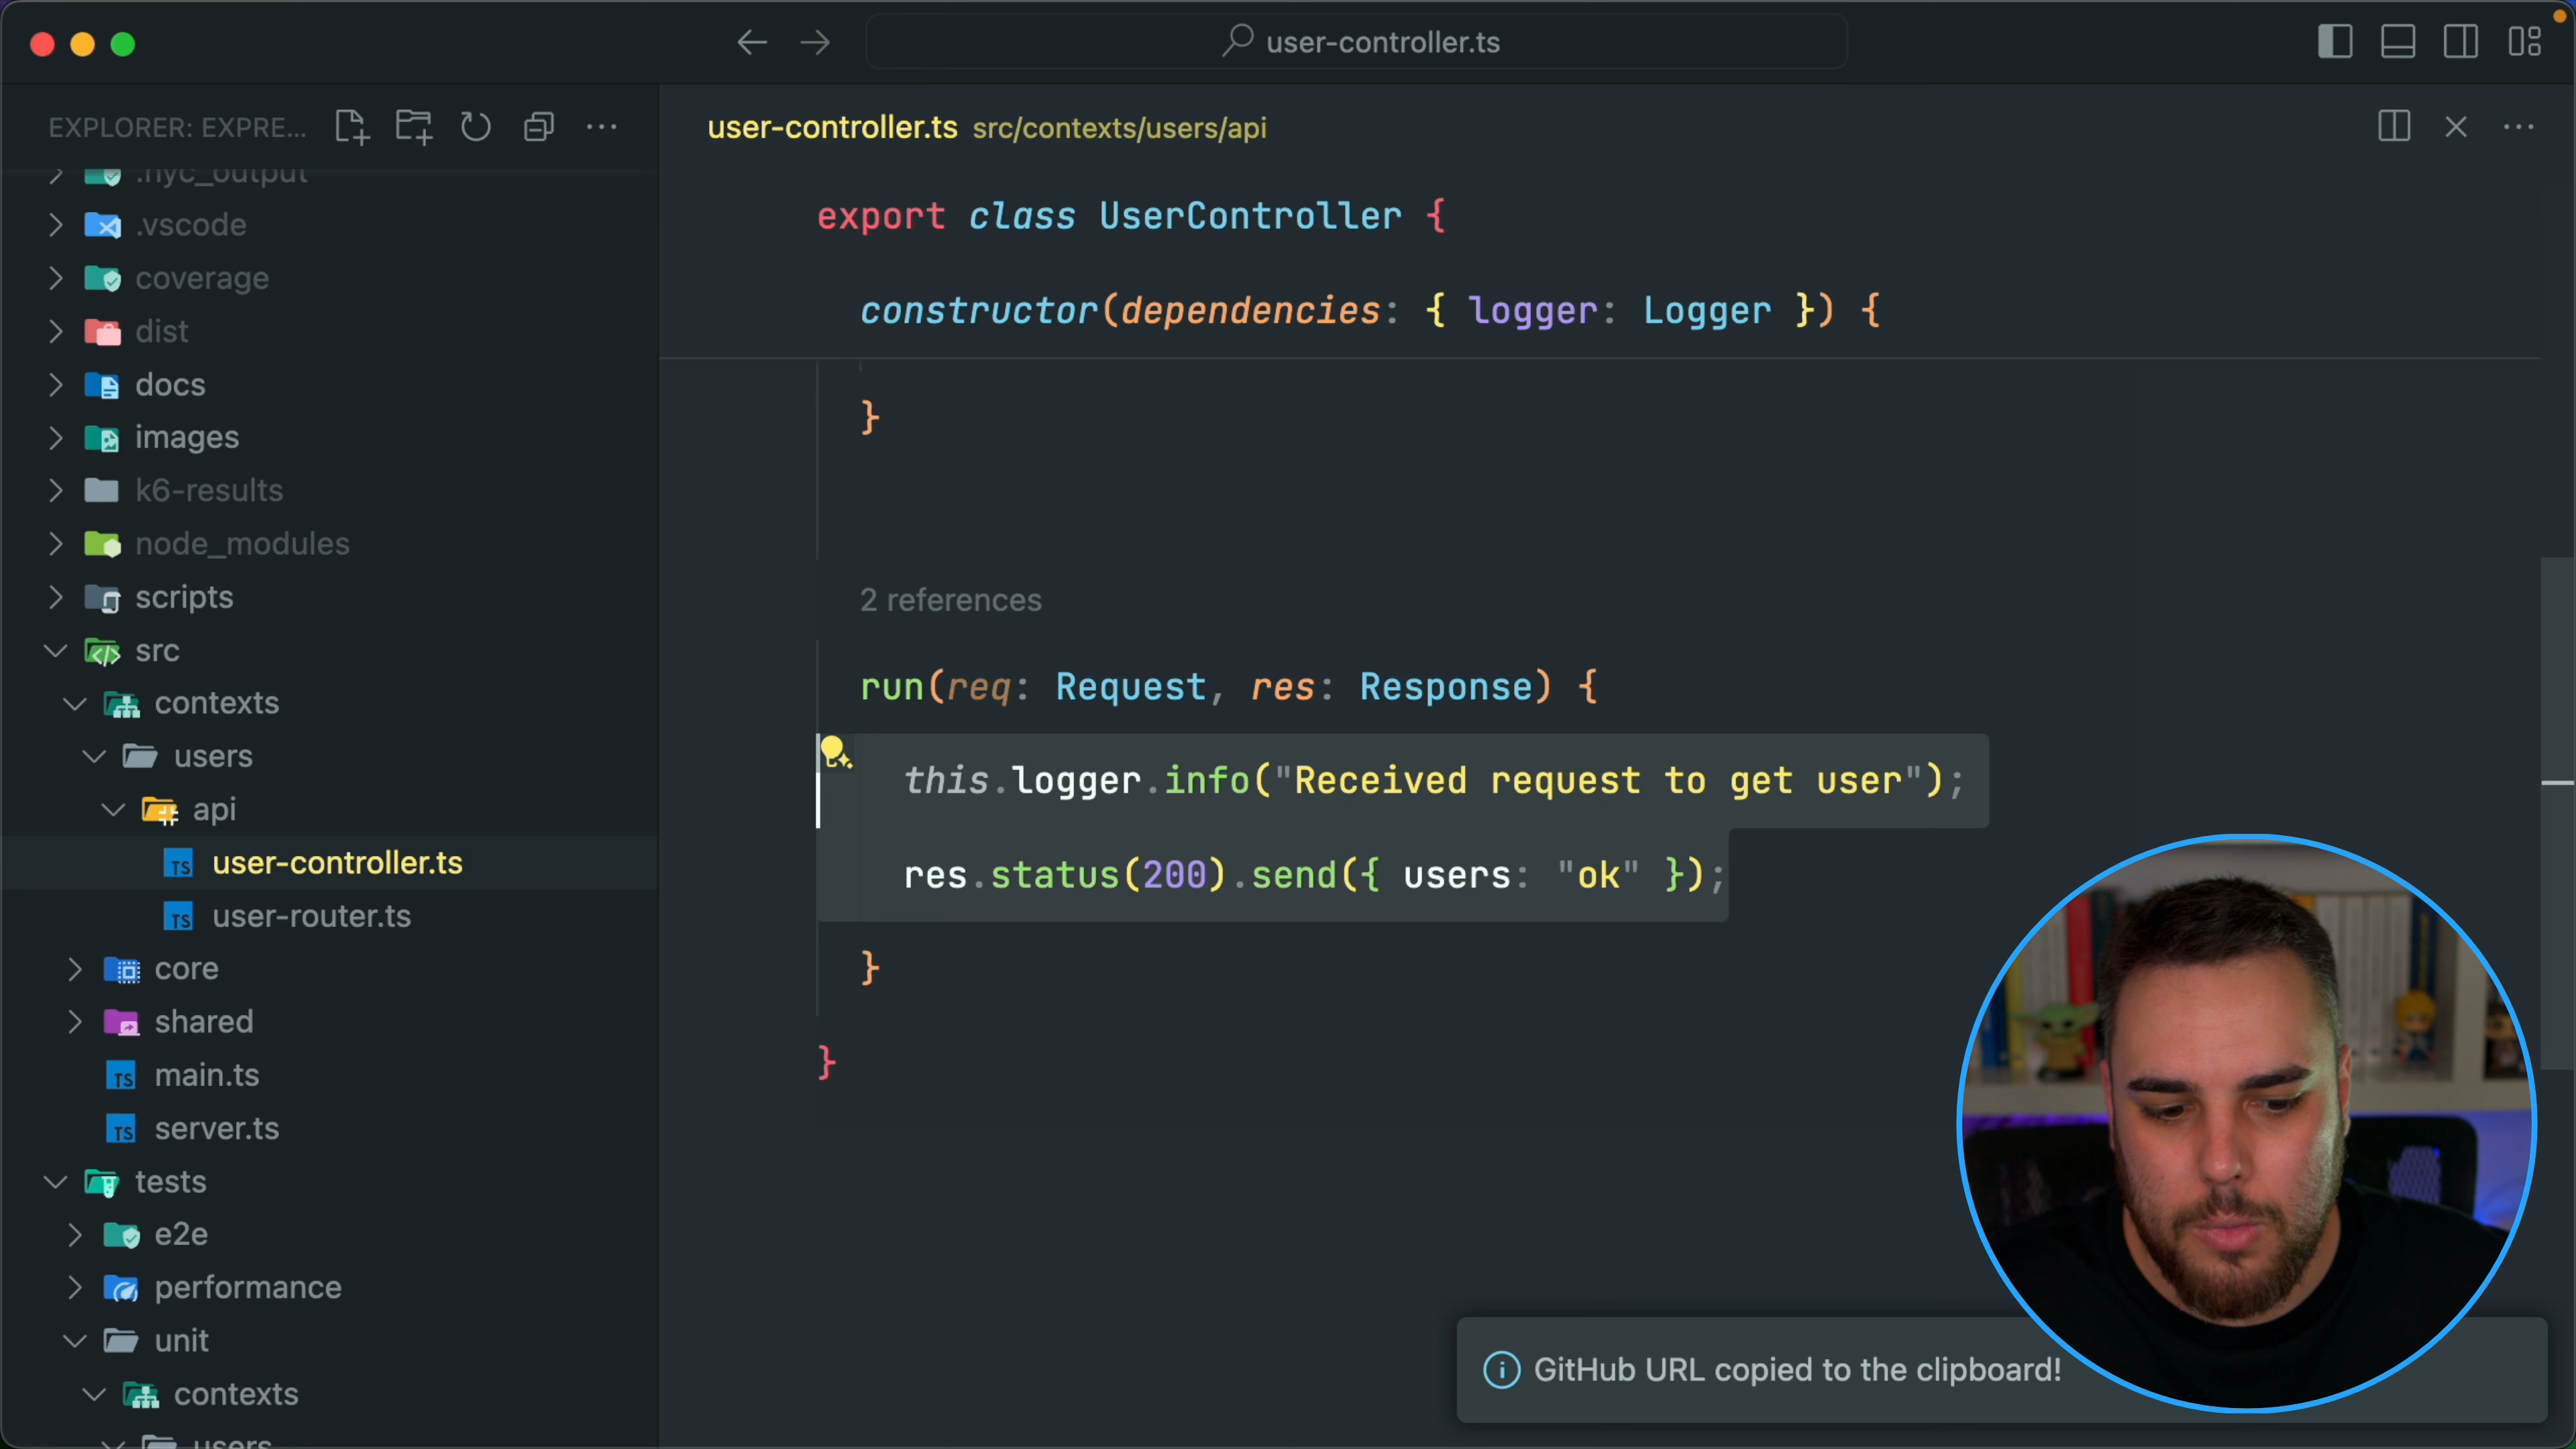 user-controller.ts
EXPLORER: EXPRE...
.nyc_output
.vscode
coverage
dist
docs
images
k6-results
node_modules
scripts
src
contexts
users
api
user-controller.ts
user-router.ts
core
shared
main.ts
server.ts
tests
e2e
performance
unit
contexts
users
user-controller.ts src/contexts/users/api
export class UserController {
constructor(dependencies: { logger: Logger }) {
}
2 references
run(req: Request, res: Response) {
this.logger.info("Received request to get user");
res.status(200).send({ users: "ok" });
}
}
GitHub URL copied to the clipboard!